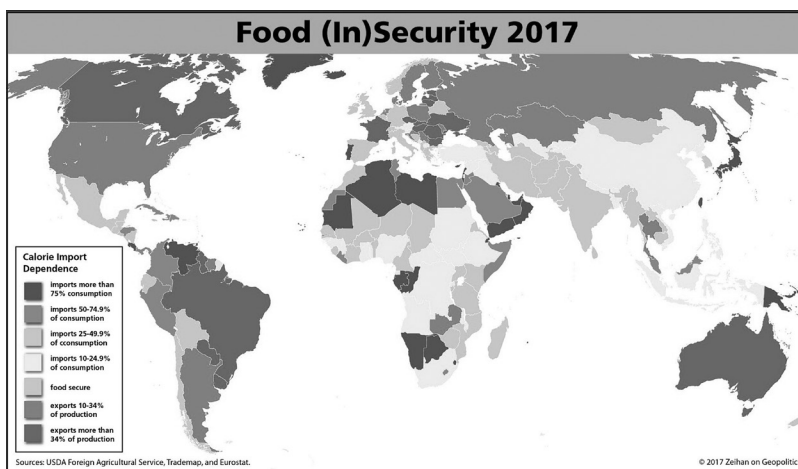 Food (In)Security 2017
Calorie Import
Dependence
imports more than
75% consumption
imports 50-74.9%
of consumption
imports 25-49.9%
of cconsumption
imports 10-24.9%
of consumption
food secure
exports 10-34%
of production
exports more than
34% of production
Sources: USDA Foreign Agricultural Service, Trademap, and Eurostat.
© 2017 Zeihan on Geopolitic